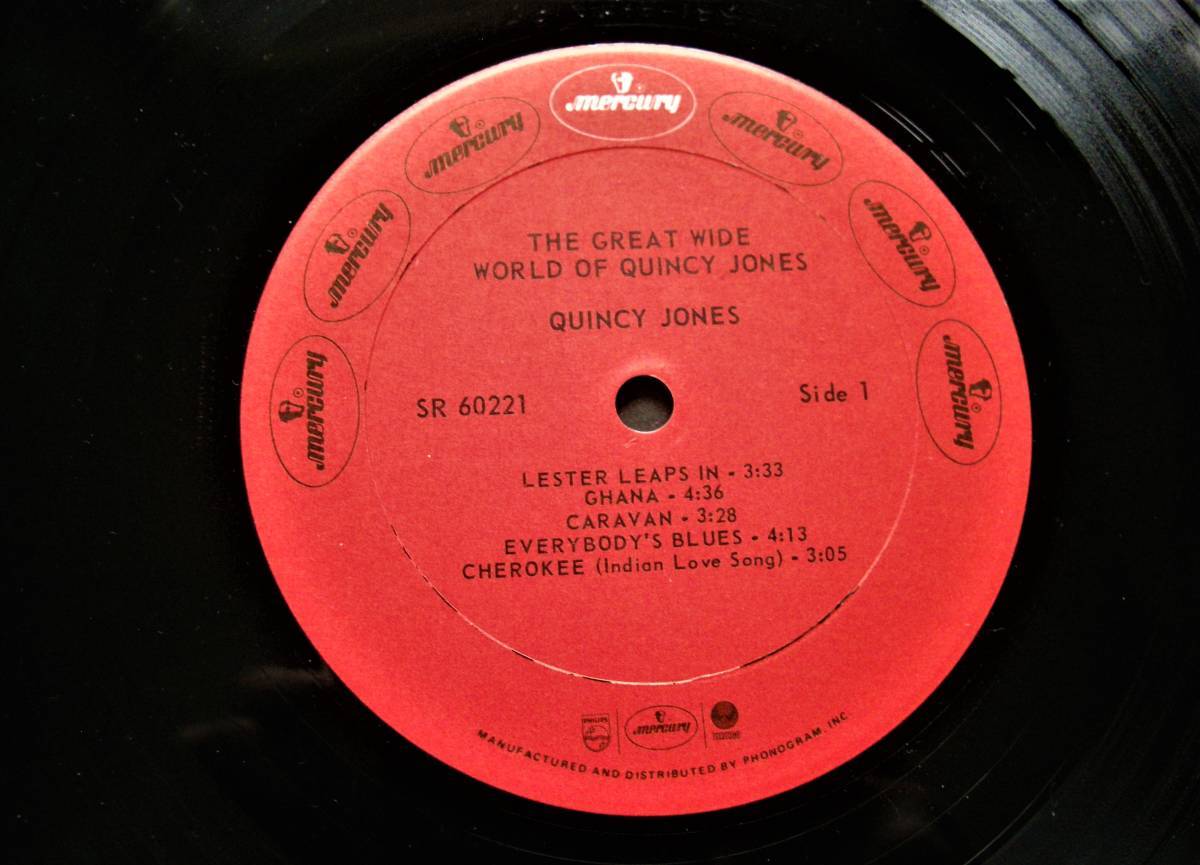 mercury
mercury
mercury
mercury
mercury
mercury
mercury
THE GREAT WIDE
WORLD OF QUINCY JONES
QUINCY JONES
SR 60221
Side 1
LESTER LEAPS IN - 3:33
GHANA - 4:36
CARAVAN - 3:28
EVERYBODY'S BLUES - 4:13
CHEROKEE (Indian Love Song) - 3:05
PHILIPS
mercury
MANUFACTURED AND DISTRIBUTED BY PHONOGRAM, INC.